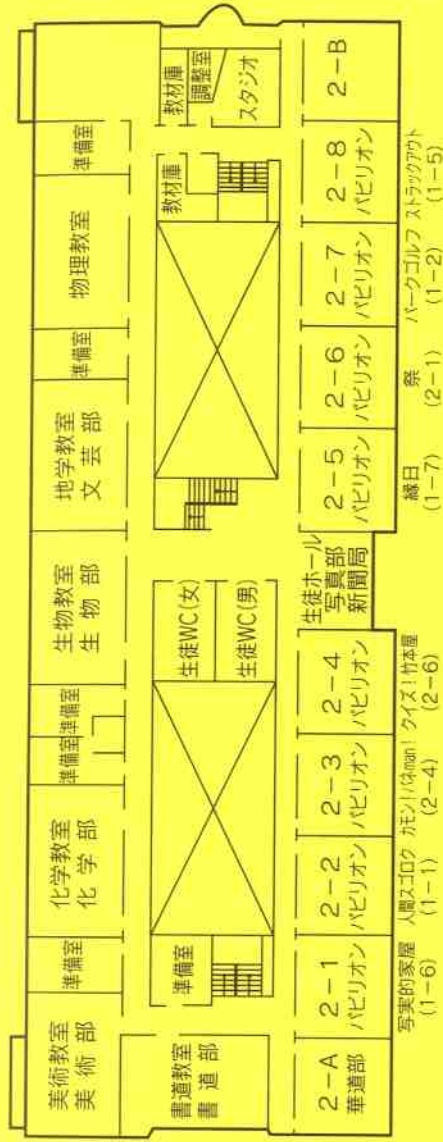 美術教室
美術部
準備室
化学教室
化学部
準備室
準備室
生物教室
生物部
地学教室
文芸部
準備室
物理教室
準備室
書道教室
書道部
準備室
生徒WC(女)
生徒WC(男)
教材庫
教材庫
調整室
スタジオ
2-A
華道部
2-1
パビリオン
2-2
パビリオン
2-3
パビリオン
2-4
パビリオン
生徒ホール
写真部
新聞局
2-5
パビリオン
2-6
パビリオン
2-7
パビリオン
2-8
パビリオン
2-B
写実的家屋
(1-6)
人間スゴロク
(1-1)
カモン!バネman!
(2-4)
クイズ!竹本屋
(2-6)
縁日
(1-7)
祭
(2-1)
パークゴルフ
(1-2)
ストラックアウト
(1-5)